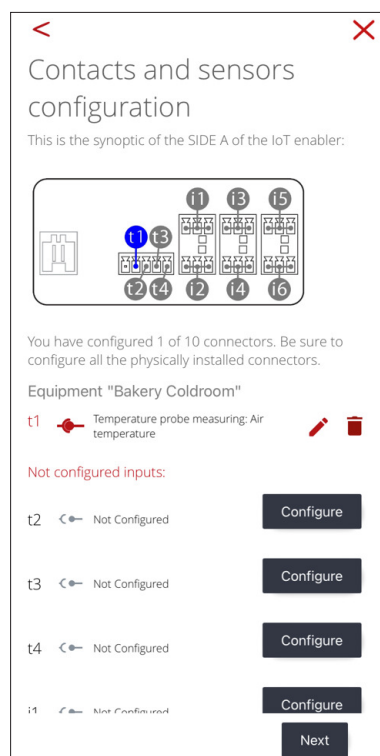 Contacts and sensors
configuration
This is the synoptic of the SIDE A of the IoT enabler:
i1 i3 i5
t1 t3
t2 t4 i2 i4 i6
You have configured 1 of 10 connectors. Be sure to
configure all the physically installed connectors.
Equipment "Bakery Coldroom"
t1 Temperature probe measuring: Air
temperature
Not configured inputs:
t2 Not Configured Configure
t3 Not Configured Configure
t4 Not Configured Configure
i1 Not Configured Configure
Next